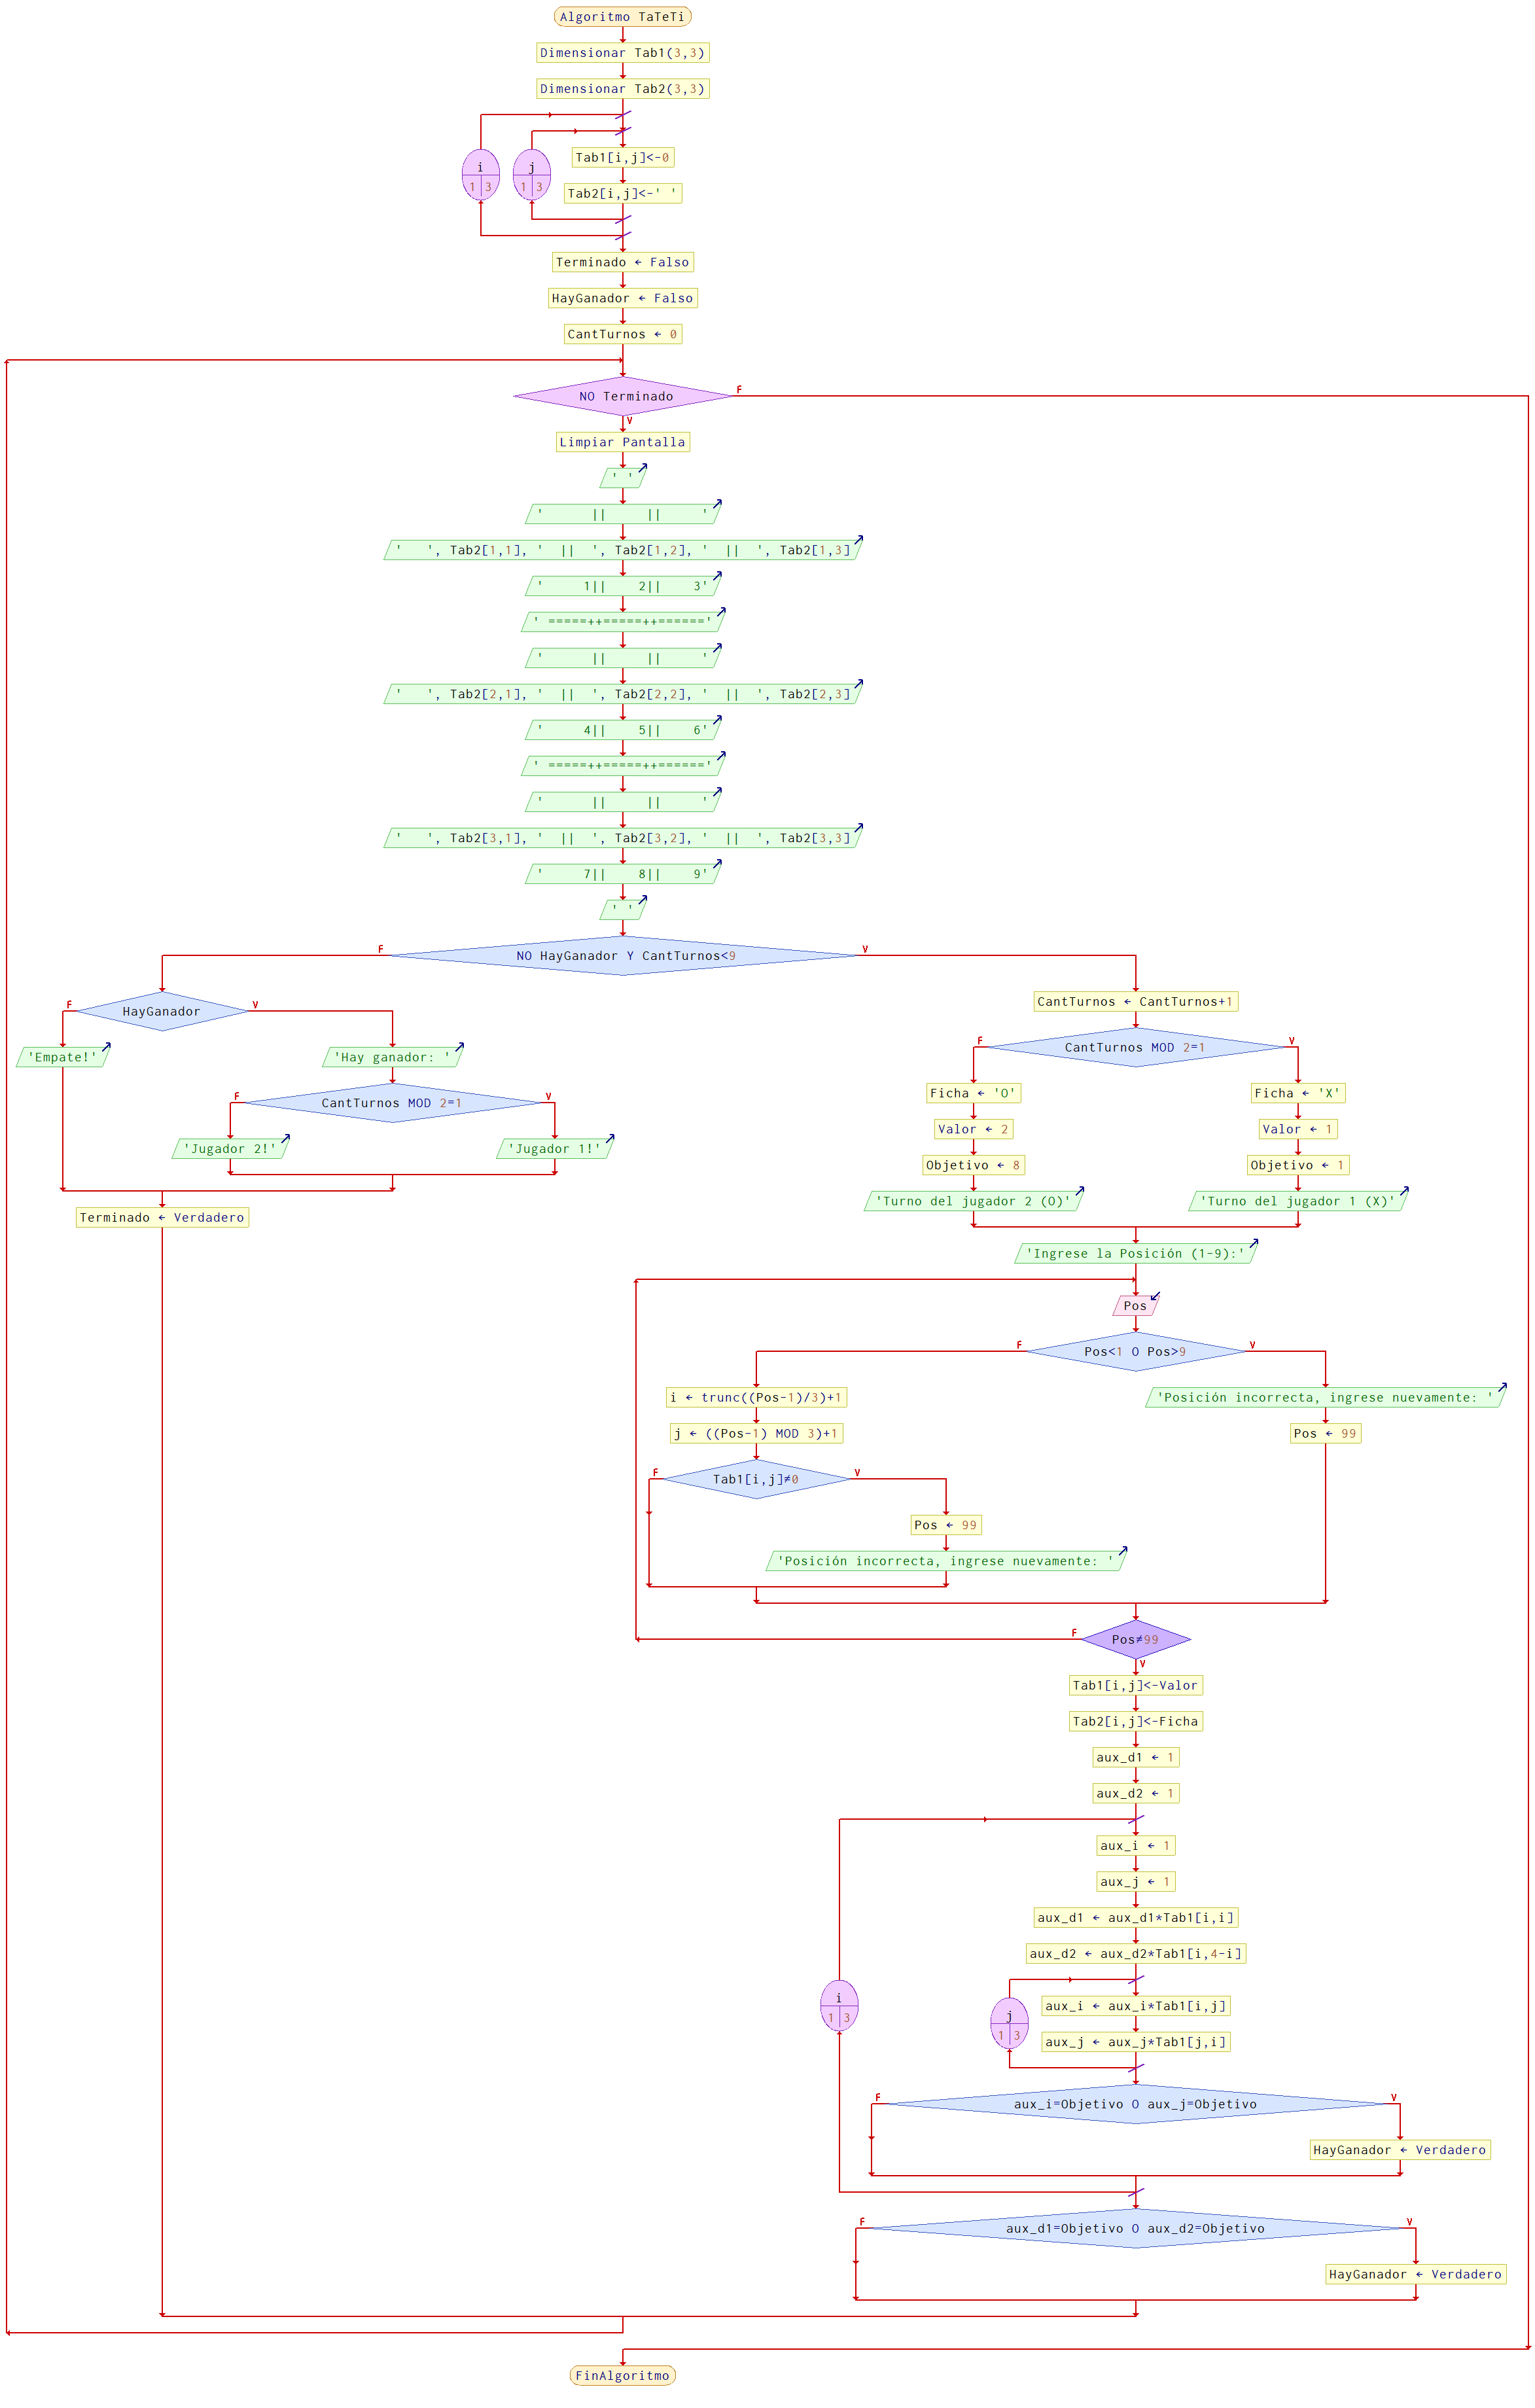 Algoritmo TaTeTi
Dimensionar Tab1(3,3)
Dimensionar Tab2(3,3)
i
1 3
j
1 3
Tab1[i,j]<-0
Tab2[i,j]<-' '
Terminado ← Falso
HayGanador ← Falso
CantTurnos ← 0
NO Terminado
F
V
Limpiar Pantalla
' '
'      ||     ||     '
'   ', Tab2[1,1], '  ||  ', Tab2[1,2], '  ||  ', Tab2[1,3]
'     1||    2||    3'
' =====++=====++======'
'      ||     ||     '
'   ', Tab2[2,1], '  ||  ', Tab2[2,2], '  ||  ', Tab2[2,3]
'     4||    5||    6'
' =====++=====++======'
'      ||     ||     '
'   ', Tab2[3,1], '  ||  ', Tab2[3,2], '  ||  ', Tab2[3,3]
'     7||    8||    9'
' '
F
NO HayGanador Y CantTurnos<9
V
F
HayGanador
V
'Empate!'
'Hay ganador: '
F
CantTurnos MOD 2=1
V
'Jugador 2!'
'Jugador 1!'
Terminado ← Verdadero
CantTurnos ← CantTurnos+1
F
CantTurnos MOD 2=1
V
Ficha ← 'O'
Ficha ← 'X'
Valor ← 2
Valor ← 1
Objetivo ← 8
Objetivo ← 1
'Turno del jugador 2 (O)'
'Turno del jugador 1 (X)'
'Ingrese la Posición (1-9):'
Pos
F
Pos<1 O Pos>9
V
i ← trunc((Pos-1)/3)+1
'Posición incorrecta, ingrese nuevamente: '
j ← ((Pos-1) MOD 3)+1
Pos ← 99
F
Tab1[i,j]≠0
V
Pos ← 99
'Posición incorrecta, ingrese nuevamente: '
F
Pos≠99
V
Tab1[i,j]<-Valor
Tab2[i,j]<-Ficha
aux_d1 ← 1
aux_d2 ← 1
aux_i ← 1
aux_j ← 1
aux_d1 ← aux_d1*Tab1[i,i]
aux_d2 ← aux_d2*Tab1[i,4-i]
i
1 3
j
1 3
aux_i ← aux_i*Tab1[i,j]
aux_j ← aux_j*Tab1[j,i]
F
aux_i=Objetivo O aux_j=Objetivo
V
HayGanador ← Verdadero
F
aux_d1=Objetivo O aux_d2=Objetivo
V
HayGanador ← Verdadero
FinAlgoritmo